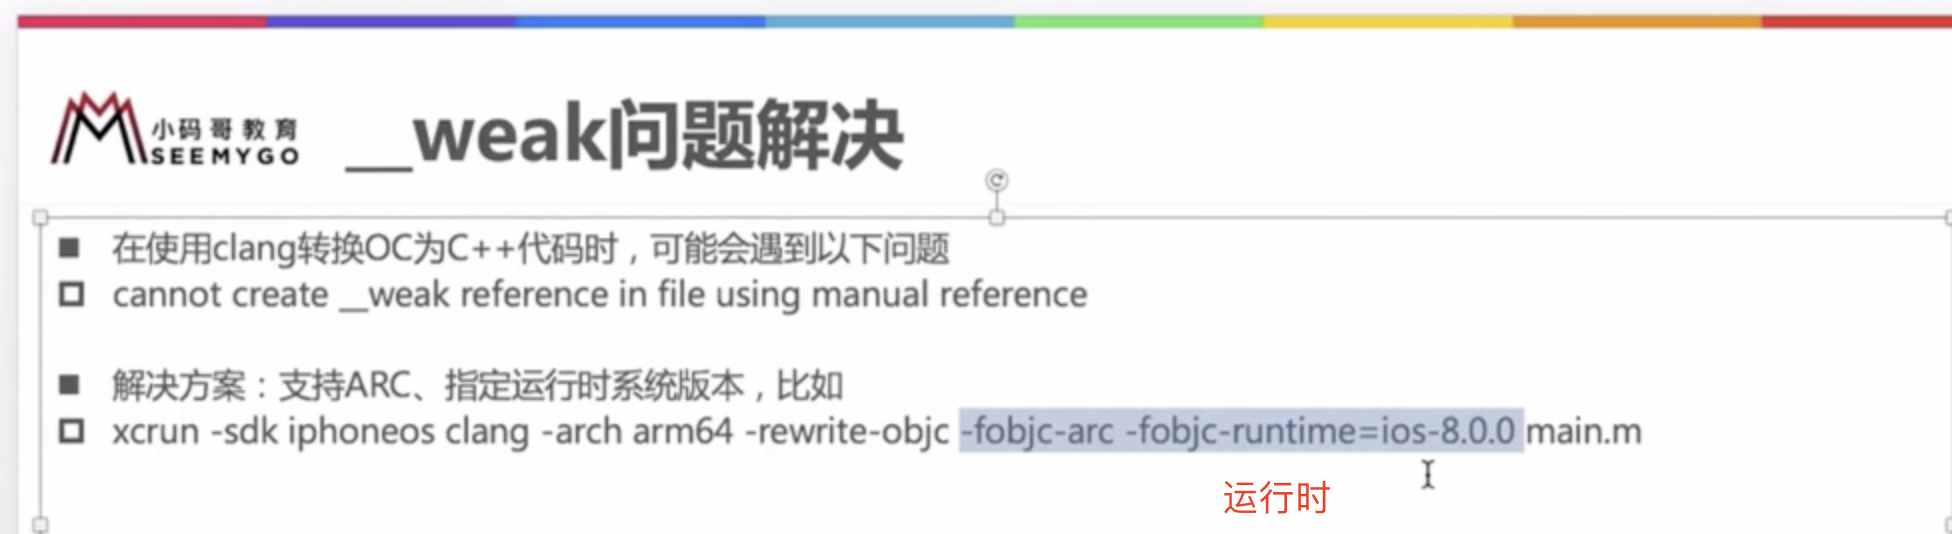 小码哥教育
SEEMYGO
__weak问题解决
在使用clang转换OC为C++代码时，可能会遇到以下问题
cannot create __weak reference in file using manual reference
解决方案：支持ARC、指定运行时系统版本，比如
xcrun -sdk iphoneos clang -arch arm64 -rewrite-objc -fobjc-arc -fobjc-runtime=ios-8.0.0 main.m
运行时